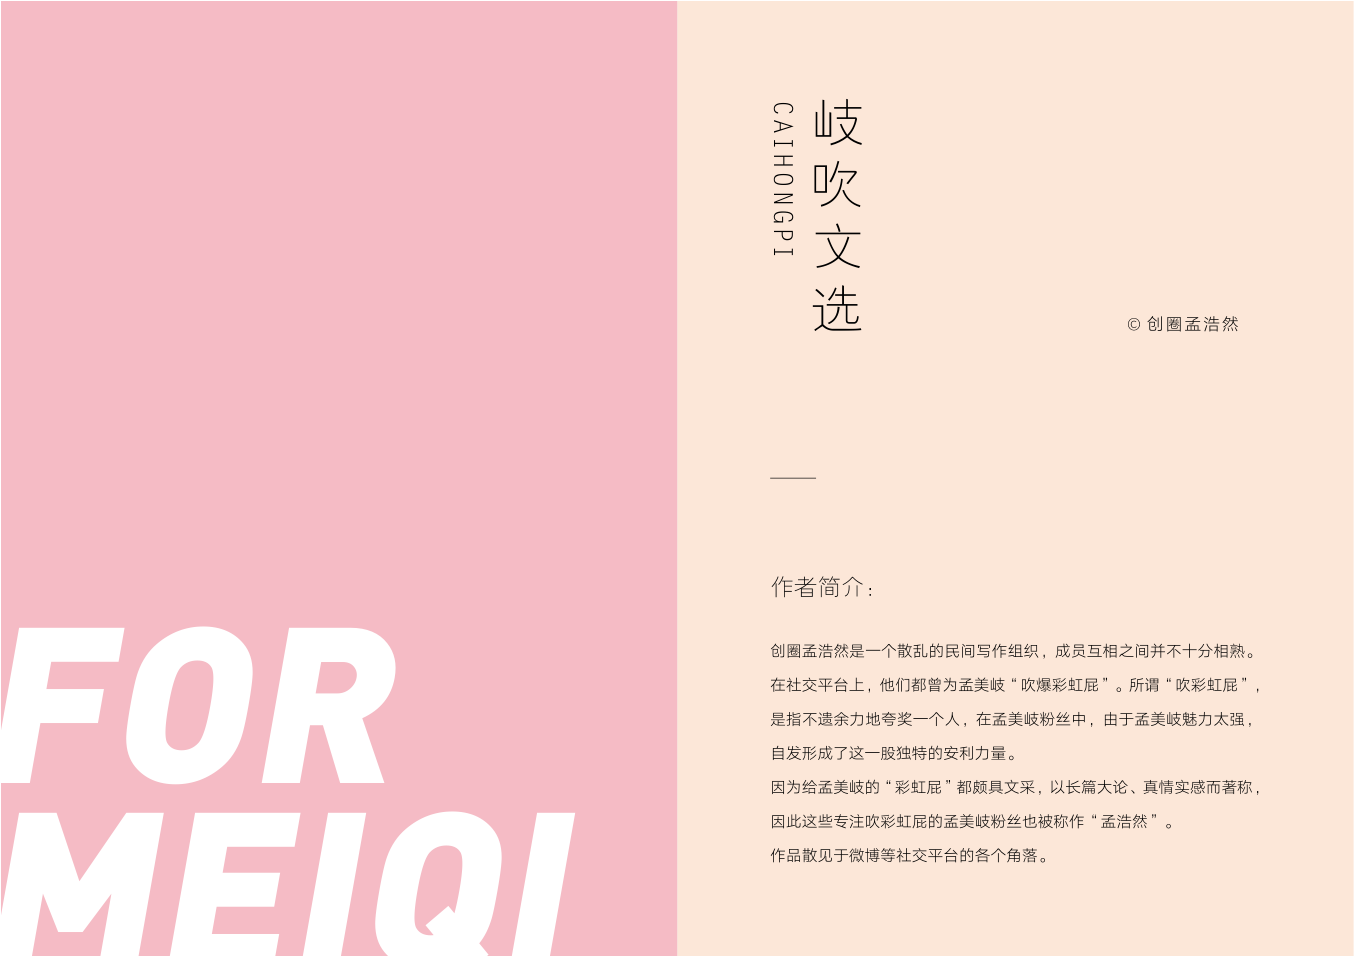 FOR
MEIQI
岐吹文选
CAIHONGPI
© 创圈孟浩然
作者简介：
创圈孟浩然是一个散乱的民间写作组织，成员互相之间并不十分相熟。
在社交平台上，他们都曾为孟美岐“吹爆彩虹屁”。所谓“吹彩虹屁”，
是指不遗余力地夸奖一个人，在孟美岐粉丝中，由于孟美岐魅力太强，
自发形成了这一股独特的安利力量。
因为给孟美岐的“彩虹屁”都颇具文采，以长篇大论、真情实感而著称，
因此这些专注吹彩虹屁的孟美岐粉丝也被称作“孟浩然”。
作品散见于微博等社交平台的各个角落。